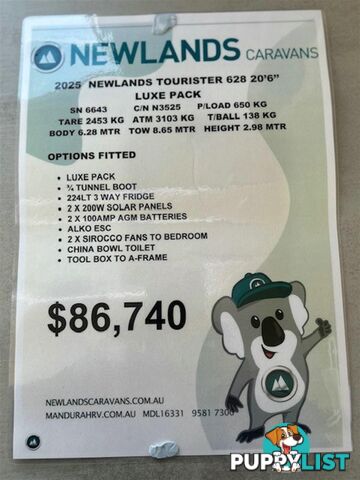 NEWLANDS CARAVANS
2025 NEWLANDS TOURISTER 628 20'6"
LUXE PACK
SN 6643 C/N N3525 P/LOAD 650 KG
TARE 2453 KG ATM 3103 KG T/BALL 138 KG
BODY 6.28 MTR TOW 8.65 MTR HEIGHT 2.98 MTR
OPTIONS FITTED
• LUXE PACK
• ¾ TUNNEL BOOT
• 224LT 3 WAY FRIDGE
• 2 X 200W SOLAR PANELS
• 2 X 100AMP AGM BATTERIES
• ALKO ESC
• 2 X SIROCCO FANS TO BEDROOM
• CHINA BOWL TOILET
• TOOL BOX TO A-FRAME
$86,740
NEWLANDSCARAVANS.COM.AU
MANDURAHRV.COM.AU MDL16331 9581 7300
PUPPYLIST